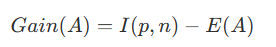 Gain(A) = I(p, n) − E(A)